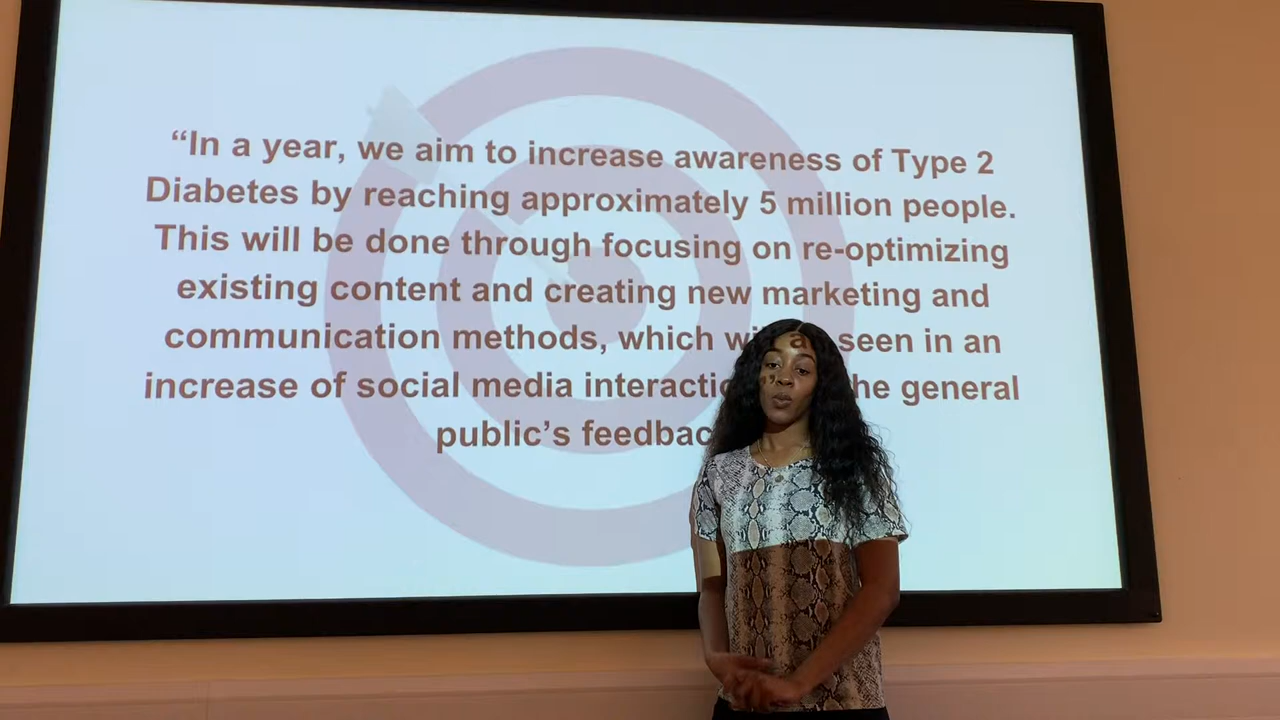 “In a year, we aim to increase awareness of Type 2
Diabetes by reaching approximately 5 million people.
This will be done through focusing on re-optimizing
existing content and creating new marketing and
communication methods, which seen in an
increase of social media the general
public’s